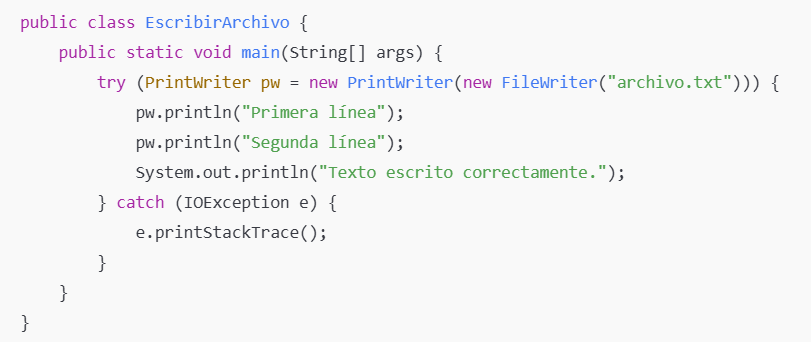 public class EscribirArchivo {
    public static void main(String[] args) {
        try (PrintWriter pw = new PrintWriter(new FileWriter("archivo.txt"))) {
            pw.println("Primera línea");
            pw.println("Segunda línea");
            System.out.println("Texto escrito correctamente.");
        } catch (IOException e) {
            e.printStackTrace();
        }
    }
}